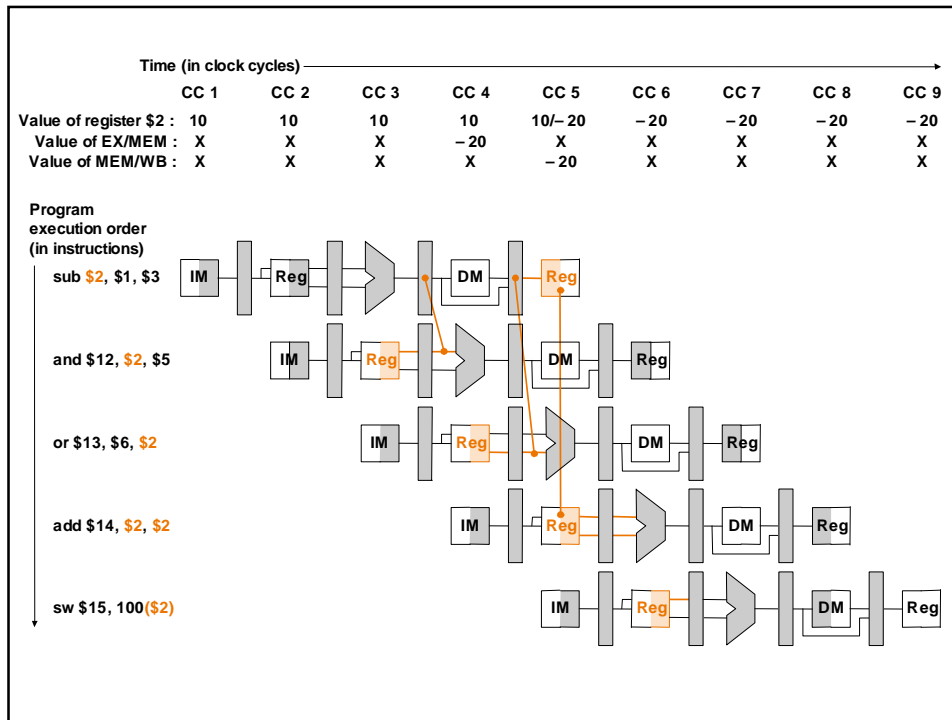 Time (in clock cycles)
CC 1 CC 2 CC 3 CC 4 CC 5 CC 6 CC 7 CC 8 CC 9
Value of register $2 : 10 10 10 10 10/–20 –20 –20 –20 –20
Value of EX/MEM : X X X –20 X X X X X
Value of MEM/WB : X X X X –20 X X X X
Program
execution order
(in instructions)
sub $2, $1, $3 IM Reg DM Reg
and $12, $2, $5 IM Reg DM Reg
or $13, $6, $2 IM Reg DM Reg
add $14, $2, $2 IM Reg DM Reg
sw $15, 100($2) IM Reg DM Reg